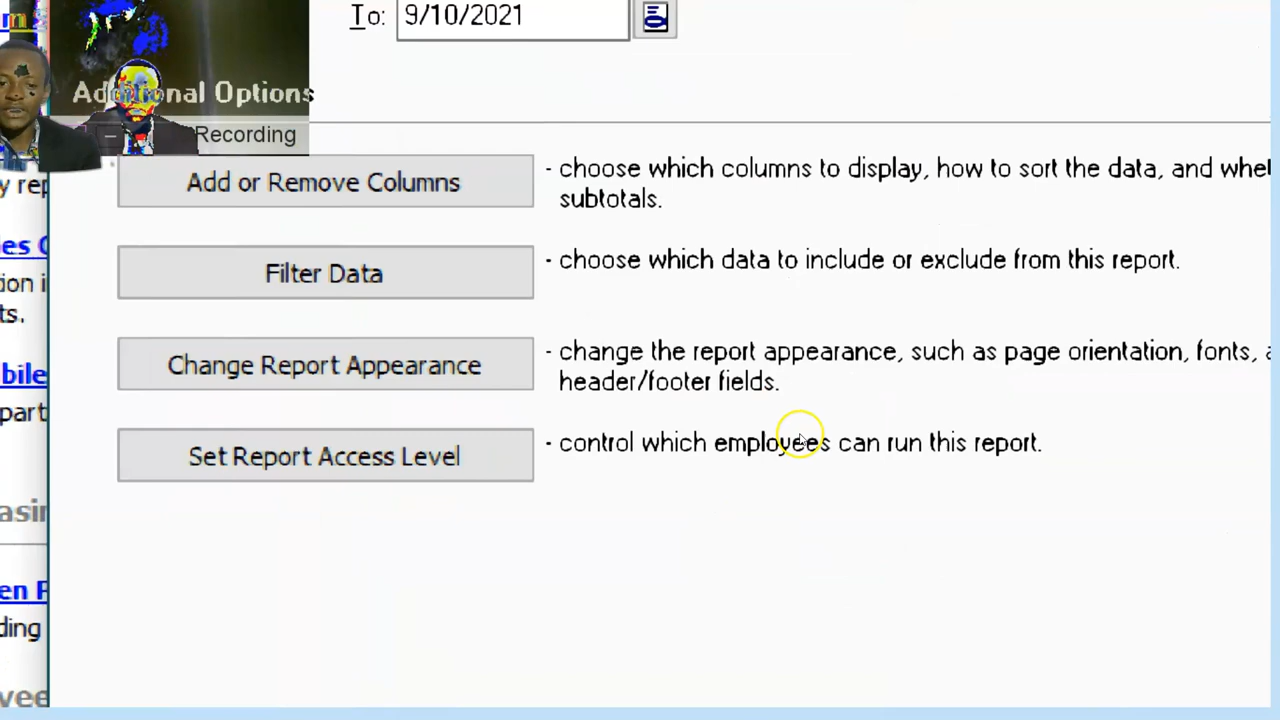 To: 9/10/2021
Additional Options
Recording
Add or Remove Columns
- choose which columns to display, how to sort the data, and
subtotals.
Filter Data
- choose which data to include or exclude from this report.
Change Report Appearance
- change the report appearance, such as page orientation, fonts,
header/footer fields.
Set Report Access Level
- control which employees can run this report.